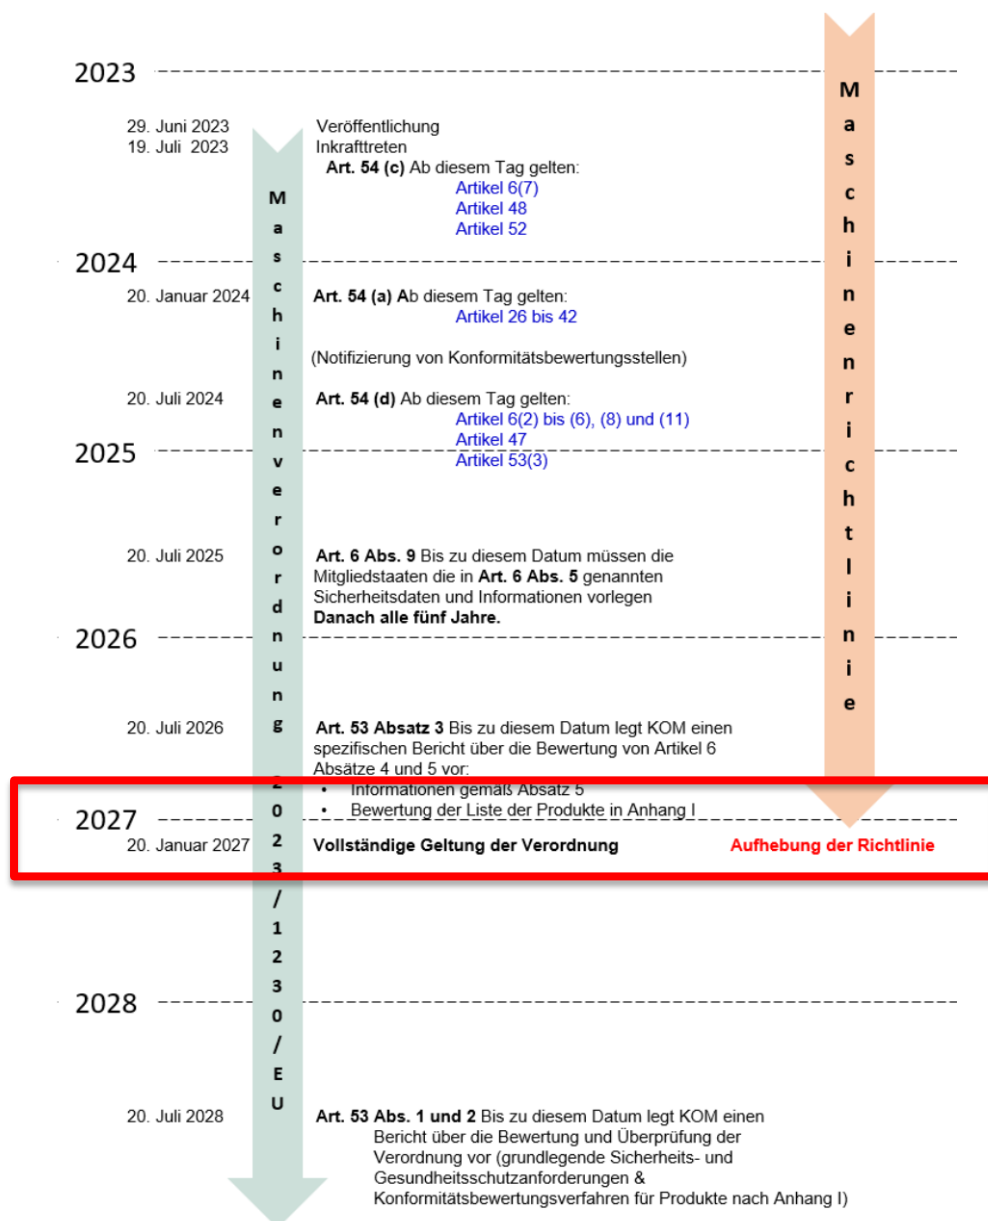 2023
29. Juni 2023 Veröffentlichung
19. Juli 2023 Inkrafttreten
Art. 54 (c) Ab diesem Tag gelten:
Artikel 6(7)
Artikel 48
Artikel 52
2024
20. Januar 2024 Art. 54 (a) Ab diesem Tag gelten:
Artikel 26 bis 42
(Notifizierung von Konformitätsbewertungsstellen)
20. Juli 2024 Art. 54 (d) Ab diesem Tag gelten:
Artikel 6(2) bis (6), (8) und (11)
Artikel 47
2025
Artikel 53(3)
20. Juli 2025 Art. 6 Abs. 9 Bis zu diesem Datum müssen die
Mitgliedstaaten die in Art. 6 Abs. 5 genannten
Sicherheitsdaten und Informationen vorlegen
Danach alle fünf Jahre.
2026
20. Juli 2026 Art. 53 Absatz 3 Bis zu diesem Datum legt KOM einen
spezifischen Bericht über die Bewertung von Artikel 6
Absätze 4 und 5 vor:
• Informationen gemäß Absatz 5
• Bewertung der Liste der Produkte in Anhang I
2027
20. Januar 2027 Vollständige Geltung der Verordnung Aufhebung der Richtlinie
2028
20. Juli 2028 Art. 53 Abs. 1 und 2 Bis zu diesem Datum legt KOM einen
Bericht über die Bewertung und Überprüfung der
Verordnung vor (grundlegende Sicherheits- und
Gesundheitsschutzanforderungen &
Konformitätsbewertungsverfahren für Produkte nach Anhang I)
Maschinenverordnung 2023/1230/EU
Maschinenrichtlinie